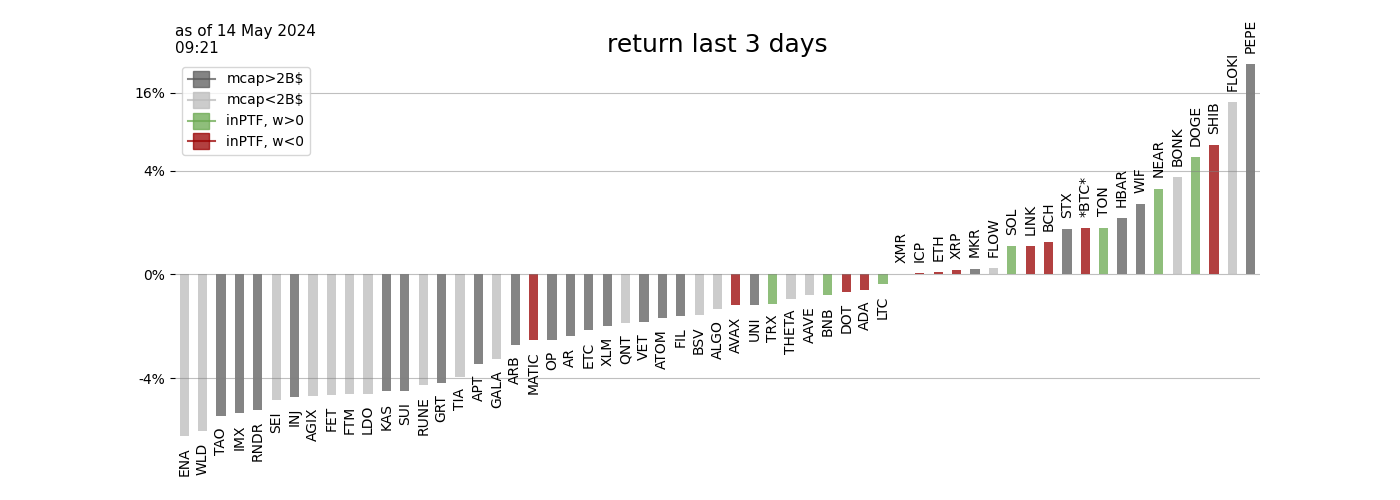 as of 14 May 2024
09:21
return last 3 days
mcap>2B$
mcap<2B$
inPTF, w>0
inPTF, w<0
16%
4%
0%
-4%
ENA
WLD
TAO
IMX
RNDR
SEI
INJ
AGIX
FET
FTM
LDO
KAS
SUI
RUNE
GRT
TIA
APT
GALA
ARB
MATIC
OP
AR
ETC
XLM
QNT
VET
ATOM
FIL
BSV
ALGO
AVAX
UNI
TRX
THETA
AAVE
BNB
DOT
ADA
LTC
XMR
ICP
ETH
XRP
MKR
FLOW
SOL
LINK
BCH
STX
*BTC*
TON
HBAR
WIF
NEAR
BONK
DOGE
SHIB
FLOKI
PEPE